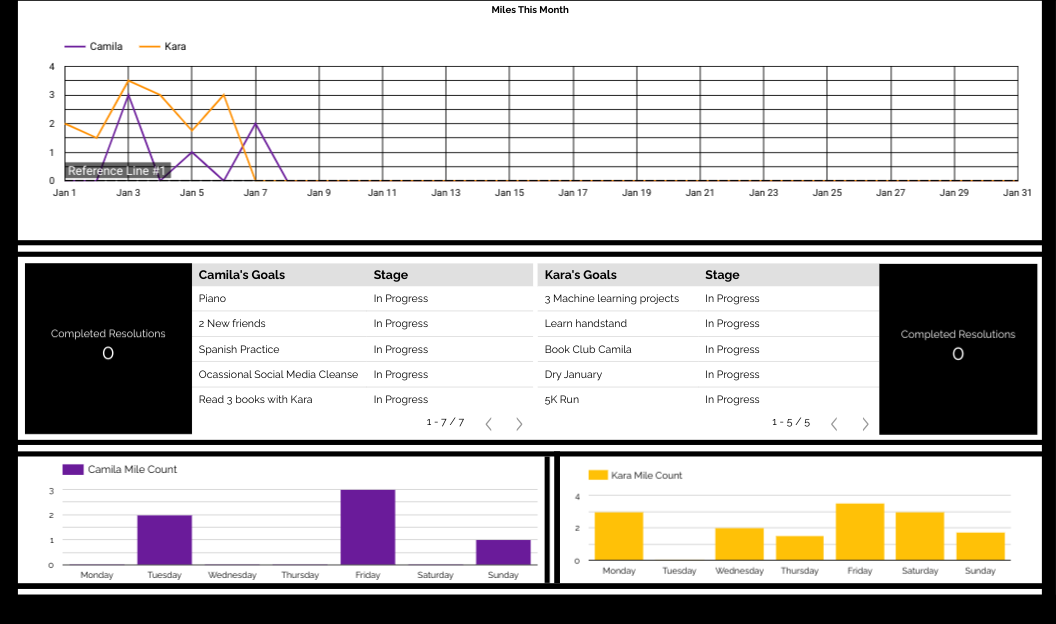 Miles This Month
Camila Kara
4
3
2
1
0
Reference Line #1
Jan 1 Jan 3 Jan 5 Jan 7 Jan 9 Jan 11 Jan 13 Jan 15 Jan 17 Jan 19 Jan 21 Jan 23 Jan 25 Jan 27 Jan 29 Jan 31
Completed Resolutions
0
Camila's Goals Stage
Piano In Progress
2 New friends In Progress
Spanish Practice In Progress
Ocassional Social Media Cleanse In Progress
Read 3 books with Kara In Progress
1 - 7 / 7
Kara's Goals Stage
3 Machine learning projects In Progress
Learn handstand In Progress
Book Club Camila In Progress
Dry January In Progress
5K Run In Progress
1 - 5 / 5
Completed Resolutions
0
Camila Mile Count
3
2
1
0
Monday Tuesday Wednesday Thursday Friday Saturday Sunday
Kara Mile Count
4
2
0
Monday Tuesday Wednesday Thursday Friday Saturday Sunday